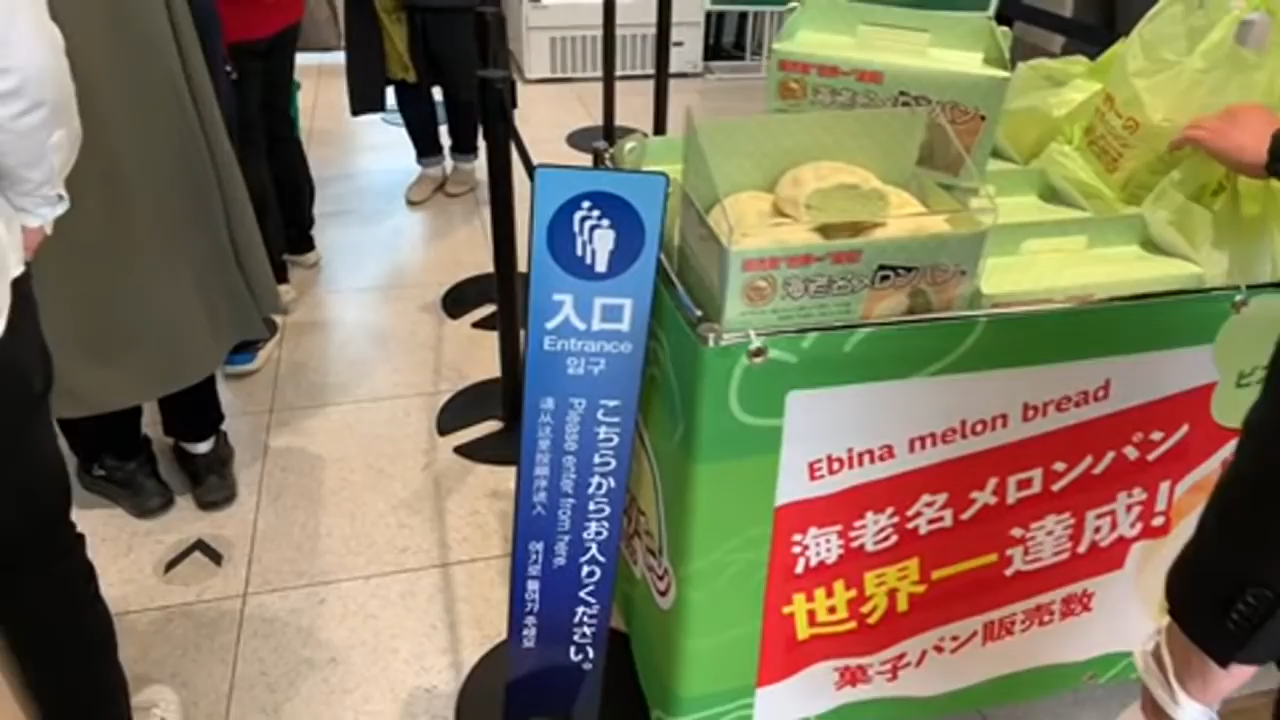 海老名メロンパン
海老名メロンパン
入口
Entrance
입구
こちらからお入りください。
Please enter from here.
请从这里按顺序进入
여기로 들어가 주세요
Ebina melon bread
海老名メロンパン
世界一達成!
菓子パン販売数